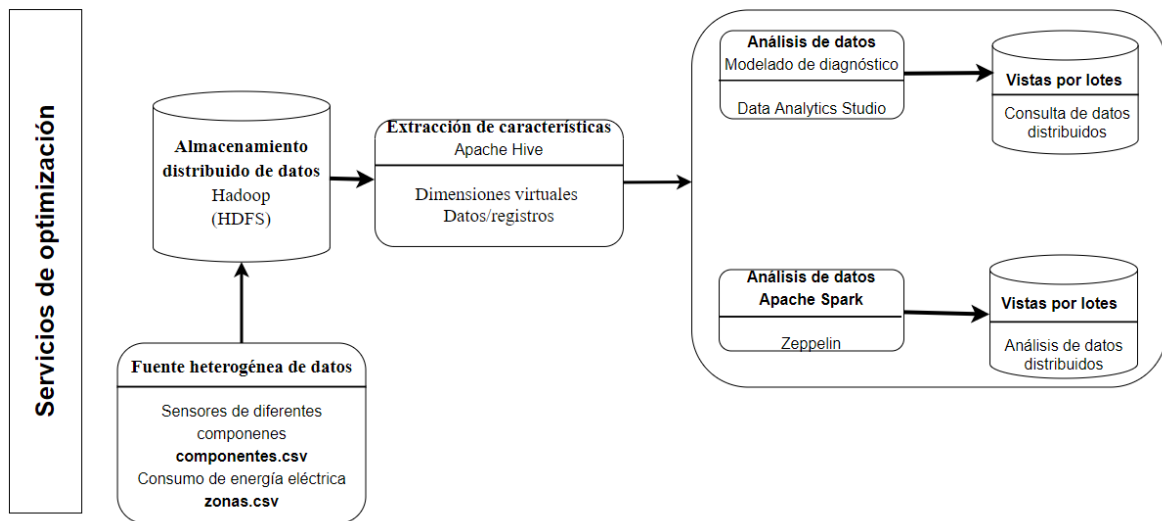 Servicios de optimización
Almacenamiento
distribuido de datos
Hadoop
(HDFS)
Fuente heterogénea de datos
Sensores de diferentes
componenes
componentes.csv
Consumo de energía eléctrica
zonas.csv
Extracción de características
Apache Hive
Dimensiones virtuales
Datos/registros
Análisis de datos
Modelado de diagnóstico
Data Analytics Studio
Vistas por lotes
Consulta de datos
distribuidos
Análisis de datos
Apache Spark
Zeppelin
Vistas por lotes
Análisis de datos
distribuidos